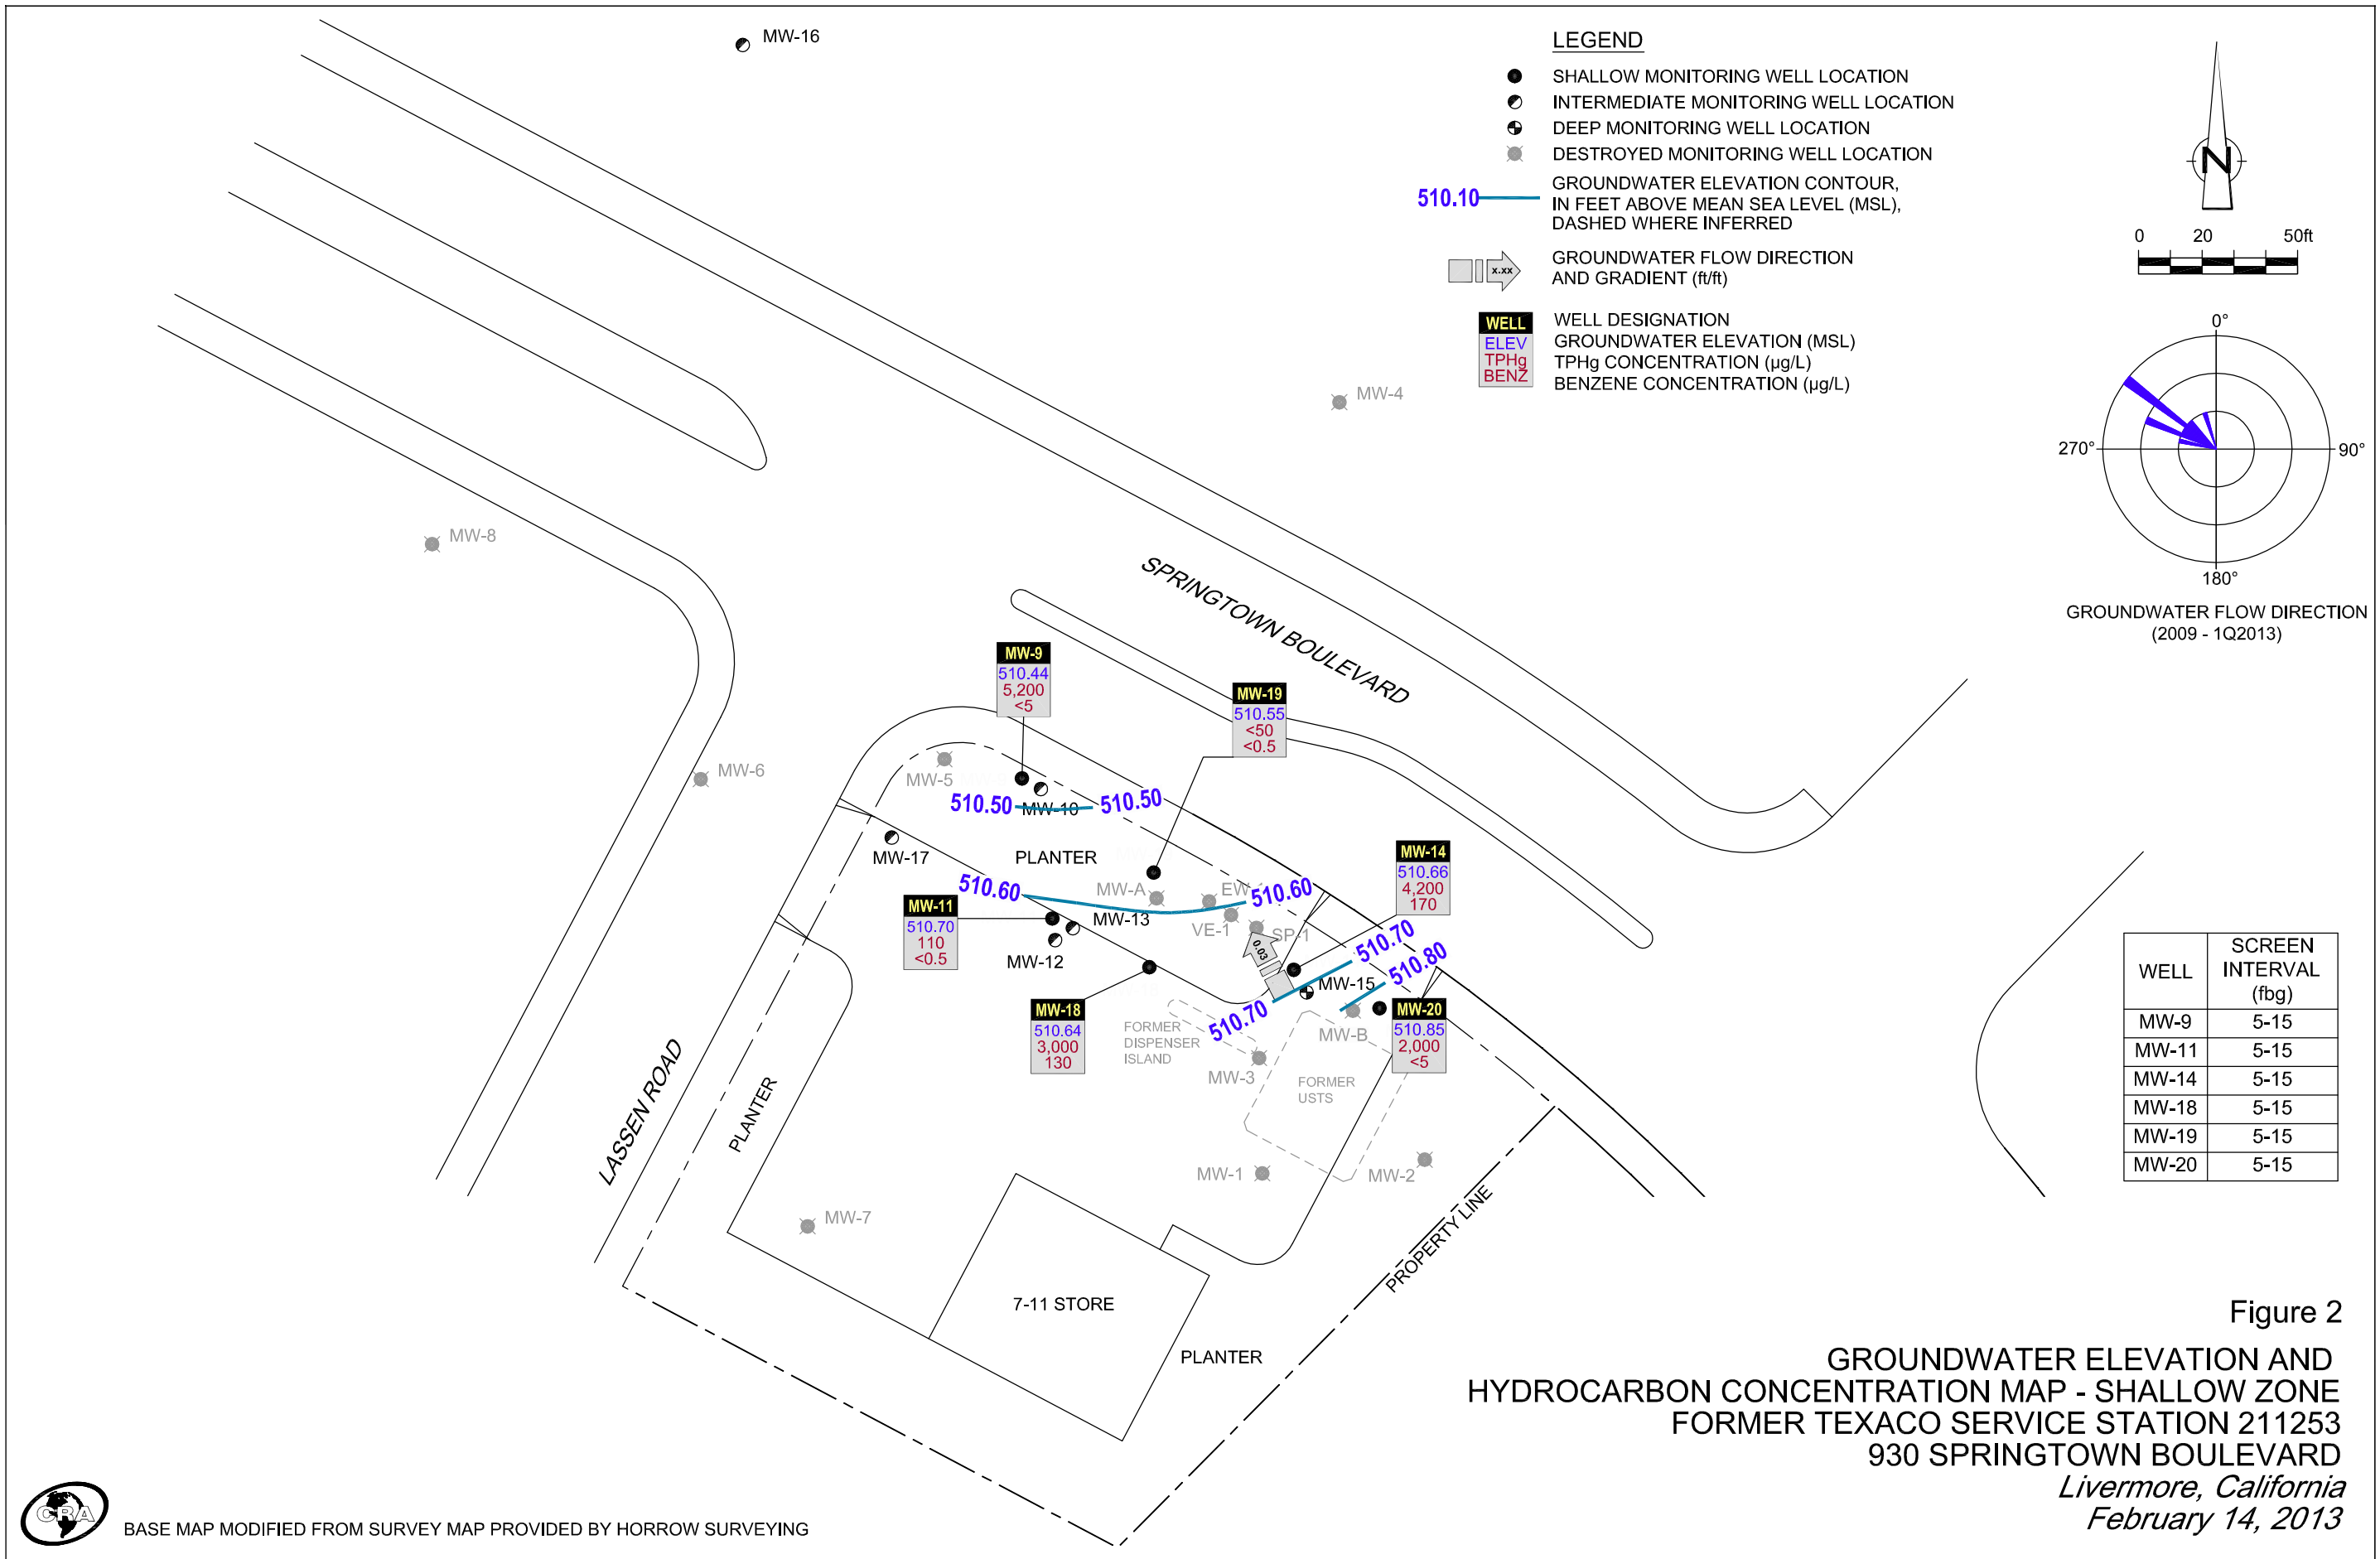 MW-16
LEGEND
SHALLOW MONITORING WELL LOCATION
INTERMEDIATE MONITORING WELL LOCATION
DEEP MONITORING WELL LOCATION
DESTROYED MONITORING WELL LOCATION
510.10
GROUNDWATER ELEVATION CONTOUR,
IN FEET ABOVE MEAN SEA LEVEL (MSL),
DASHED WHERE INFERRED
x.xx
GROUNDWATER FLOW DIRECTION
AND GRADIENT (ft/ft)
WELL
ELEV
TPHg
BENZ
WELL DESIGNATION
GROUNDWATER ELEVATION (MSL)
TPHg CONCENTRATION (µg/L)
BENZENE CONCENTRATION (µg/L)
N
0 20 50ft
0°
270°
90°
180°
GROUNDWATER FLOW DIRECTION
(2009 - 1Q2013)
MW-4
MW-8
SPRINGTOWN BOULEVARD
MW-9
510.44
5,200
<5
MW-19
510.55
<50
<0.5
MW-6
MW-5
510.50
MW-10
510.50
MW-17
PLANTER
MW-14
510.66
4,200
170
510.60
MW-A
EW
510.60
MW-11
510.70
110
<0.5
MW-13
VE-1
SP-1
0.03
MW-12
510.70
510.80
MW-15
MW-18
510.64
3,000
130
510.70
FORMER
DISPENSER
ISLAND
MW-B
MW-20
510.85
2,000
<5
MW-3
FORMER
USTS
LASSEN ROAD
PLANTER
MW-1
MW-2
MW-7
PROPERTY LINE
7-11 STORE
PLANTER
WELL
SCREEN
INTERVAL
(fbg)
MW-9 5-15
MW-11 5-15
MW-14 5-15
MW-18 5-15
MW-19 5-15
MW-20 5-15
Figure 2
GROUNDWATER ELEVATION AND
HYDROCARBON CONCENTRATION MAP - SHALLOW ZONE
FORMER TEXACO SERVICE STATION 211253
930 SPRINGTOWN BOULEVARD
Livermore, California
February 14, 2013
CRA
BASE MAP MODIFIED FROM SURVEY MAP PROVIDED BY HORROW SURVEYING